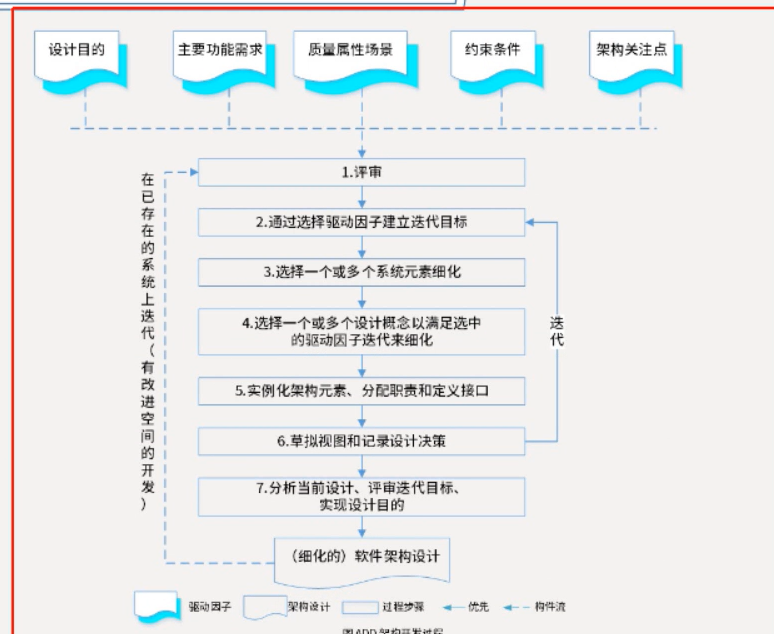 设计目的
主要功能需求
质量属性场景
约束条件
架构关注点
1.评审
2.通过选择驱动因子建立迭代目标
3.选择一个或多个系统元素细化
4.选择一个或多个设计概念以满足选中
的驱动因子迭代来细化
5.实例化架构元素、分配职责和定义接口
6.草拟视图和记录设计决策
7.分析当前设计、评审迭代目标、
实现设计目的
（细化的）软件架构设计
在已存在的系统上迭代（有改进空间的开发）
迭代
驱动因子
架构设计
过程步骤
优先
构件流
图 ADD 架构开发过程